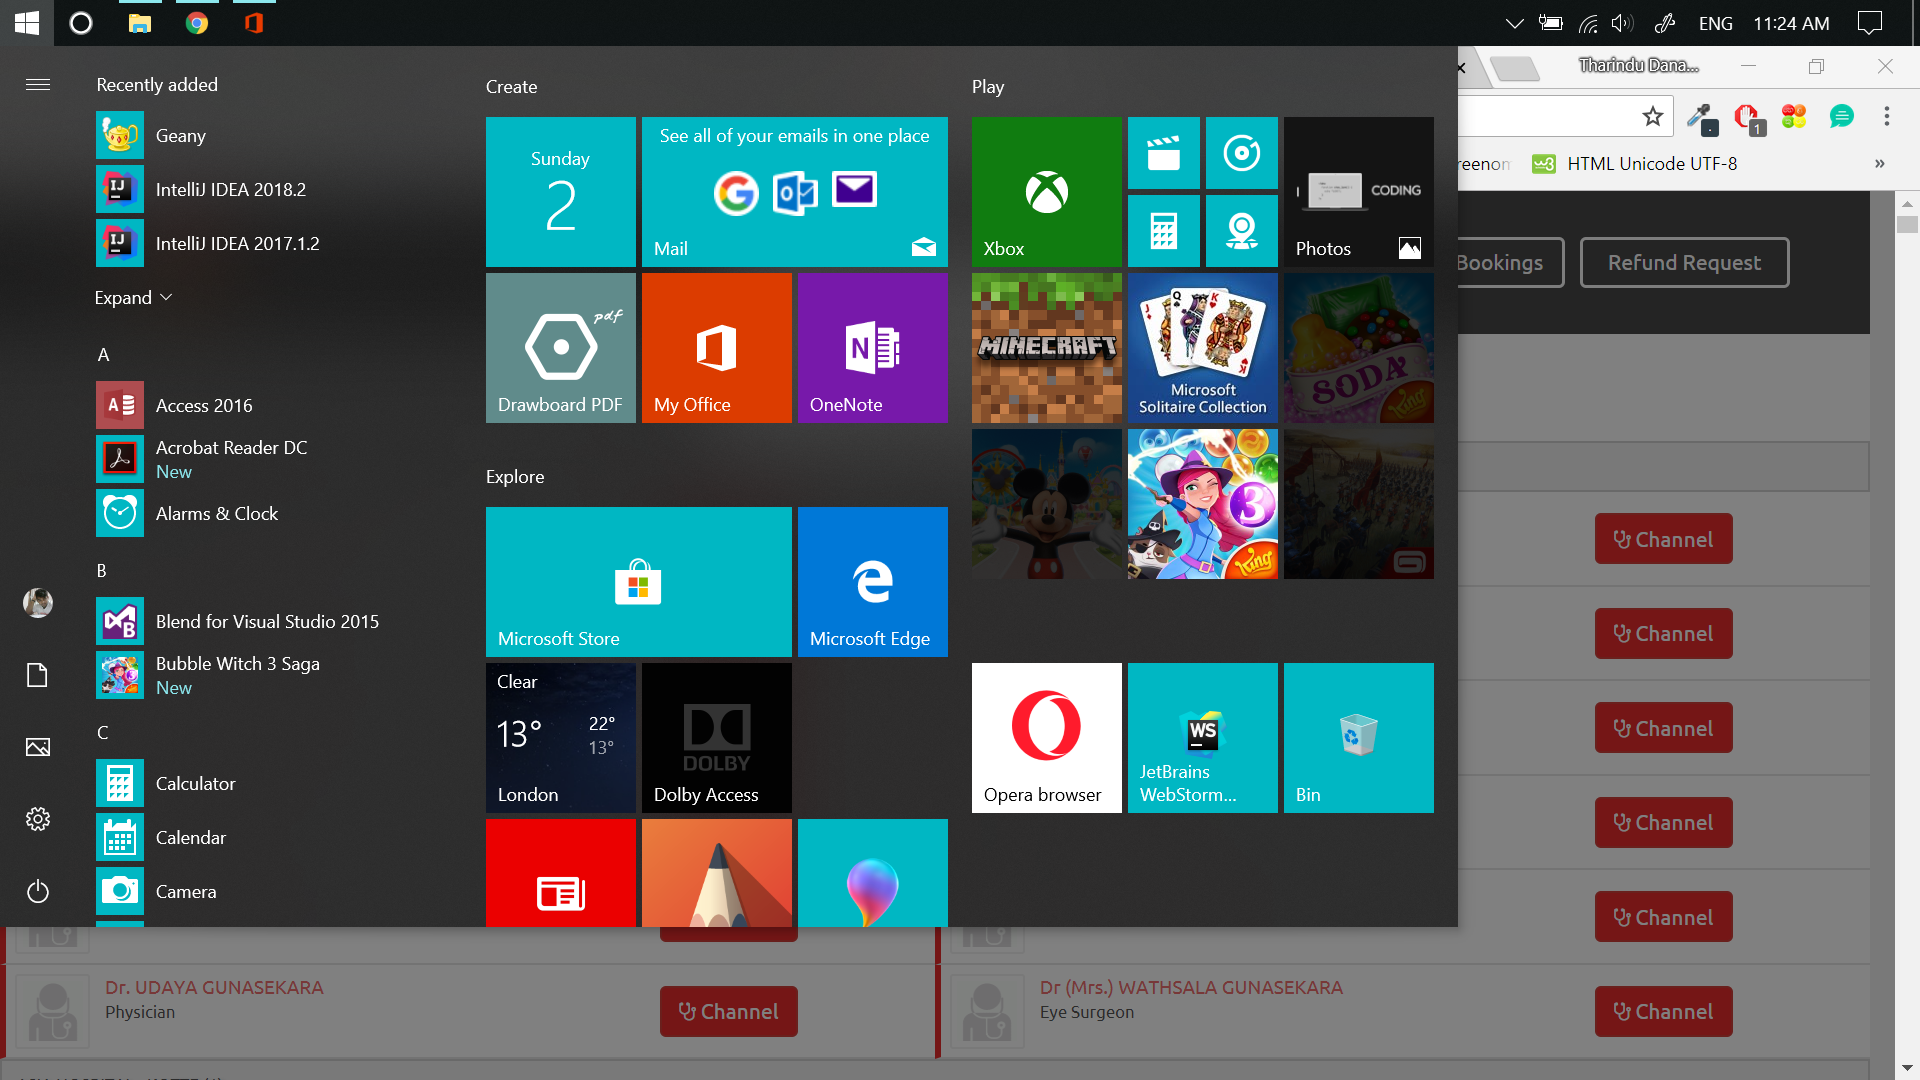 ENG
11:24 AM
Tharindu Dana...
1
HTML Unicode UTF-8
»
Bookings
Refund Request
Recently added
Geany
IntelliJ IDEA 2018.2
IntelliJ IDEA 2017.1.2
Expand
A
Access 2016
Acrobat Reader DC
New
Alarms & Clock
B
Blend for Visual Studio 2015
Bubble Witch 3 Saga
New
C
Calculator
Calendar
Camera
Create
Sunday
2
See all of your emails in one place
Mail
pdf
Drawboard PDF
My Office
N
OneNote
Explore
Microsoft Store
Microsoft Edge
Clear
13°
22°
13°
London
DOLBY
Dolby Access
Play
Xbox
CODING
Photos
MINECRAFT
Microsoft
Solitaire Collection
SODA
King
3
King
Opera browser
WS
JetBrains
WebStorm...
Bin
Channel
Channel
Channel
Channel
Channel
Dr. UDAYA GUNASEKARA
Physician
Channel
Dr (Mrs.) WATHSALA GUNASEKARA
Eye Surgeon
Channel